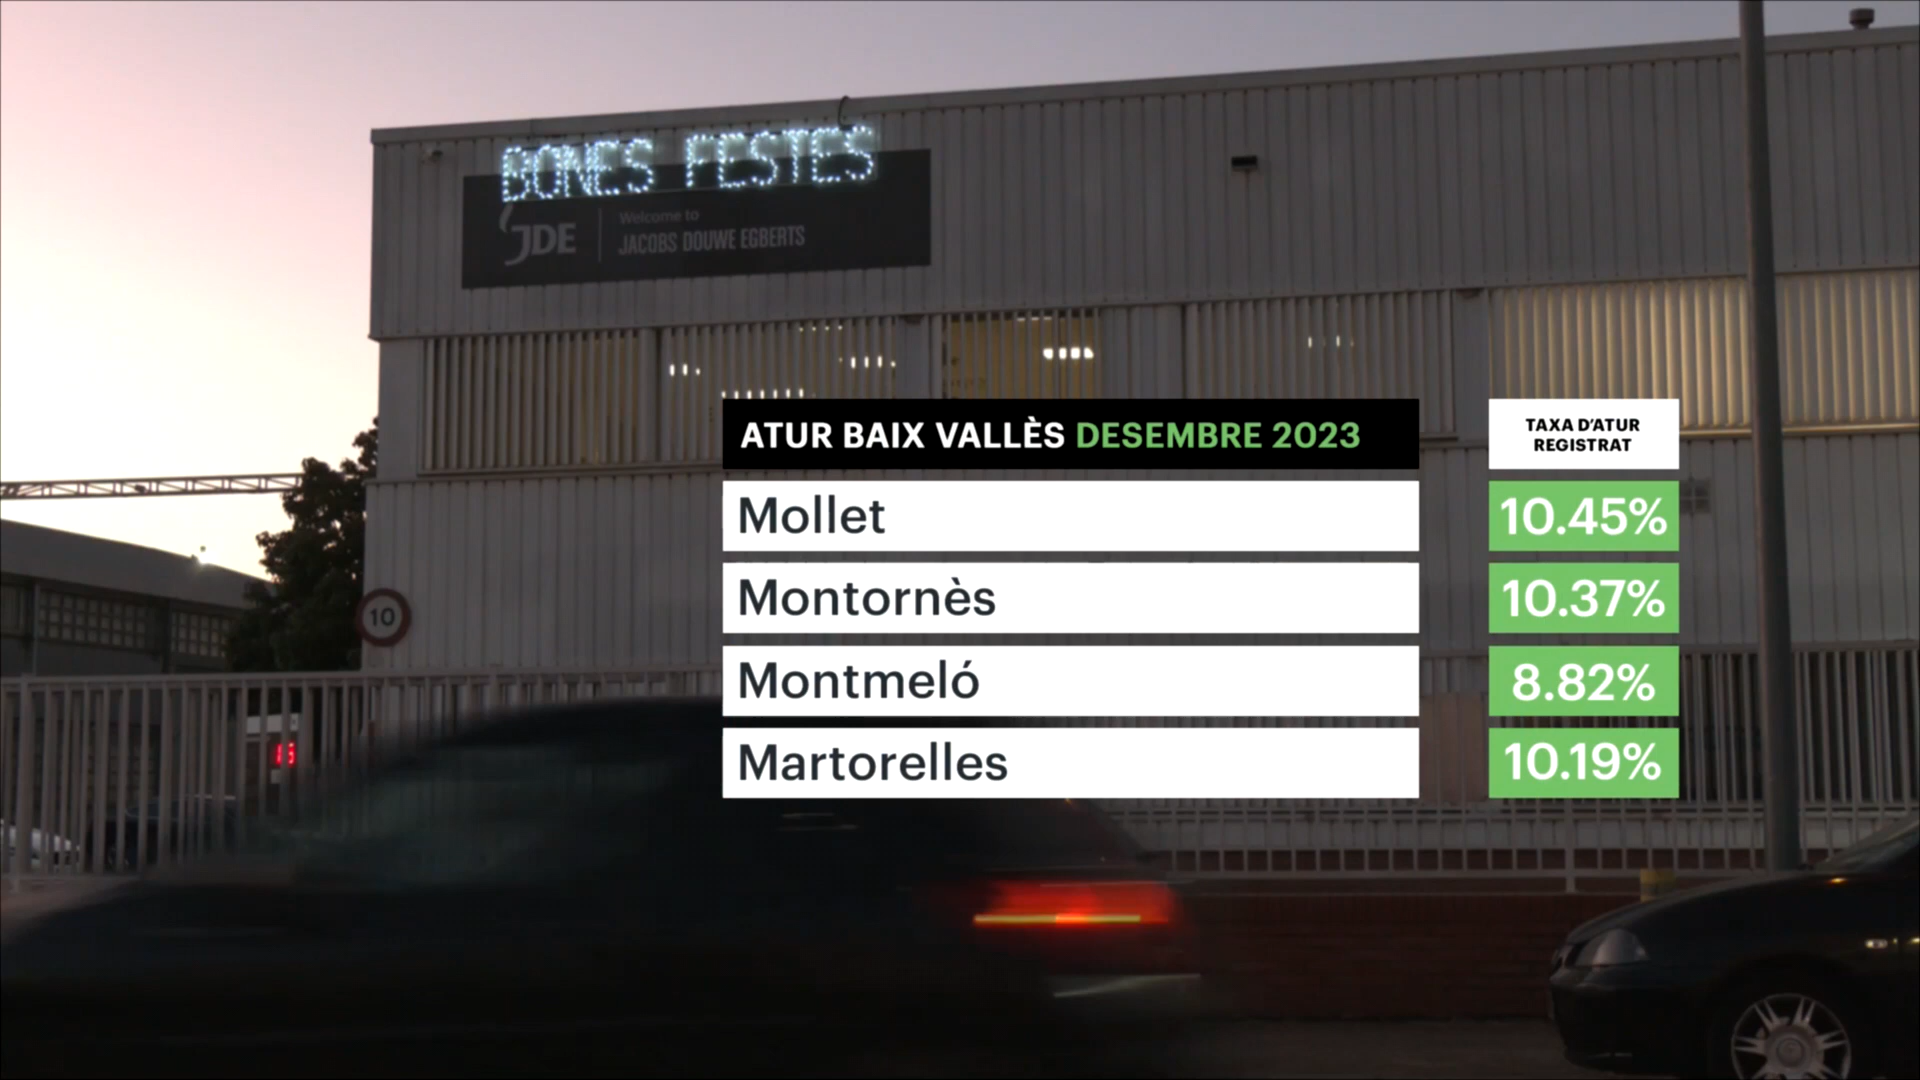 BONES FESTES
JDE
Welcome to
JACOBS DOUWE EGBERTS
ATUR BAIX VALLÈS DESEMBRE 2023
TAXA D'ATUR
REGISTRAT
Mollet
10.45%
Montornès
10.37%
Montmeló
8.82%
Martorelles
10.19%
10